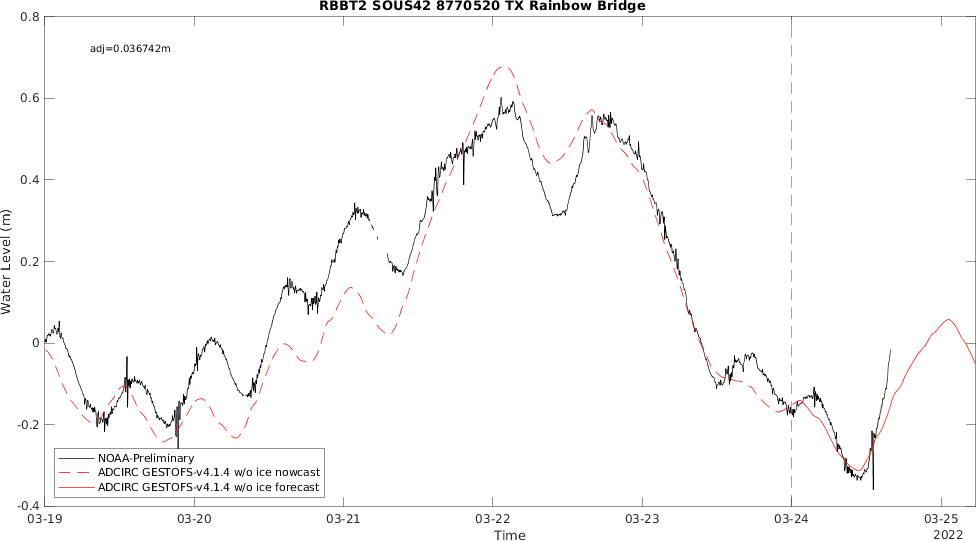 RBBT2 SOUS42 8770520 TX Rainbow Bridge
adj=0.036742m
Water Level (m)
0.8
0.6
0.4
0.2
0
-0.2
-0.4
NOAA-Preliminary
ADCIRC GESTOFS-v4.1.4 w/o ice nowcast
ADCIRC GESTOFS-v4.1.4 w/o ice forecast
03-19 03-20 03-21 03-22 03-23 03-24 03-25
Time
2022